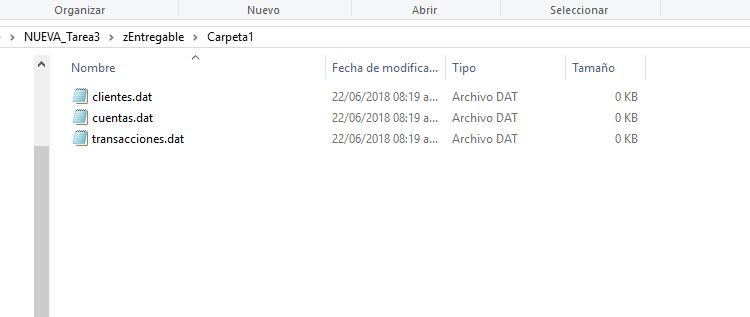 Organizar Nuevo Abrir Seleccionar
NUEVA_Tarea3 > zEntregable > Carpeta1
Nombre Fecha de modifica... Tipo Tamaño
clientes.dat 22/06/2018 08:19 a... Archivo DAT 0 KB
cuentas.dat 22/06/2018 08:19 a... Archivo DAT 0 KB
transacciones.dat 22/06/2018 08:19 a... Archivo DAT 0 KB